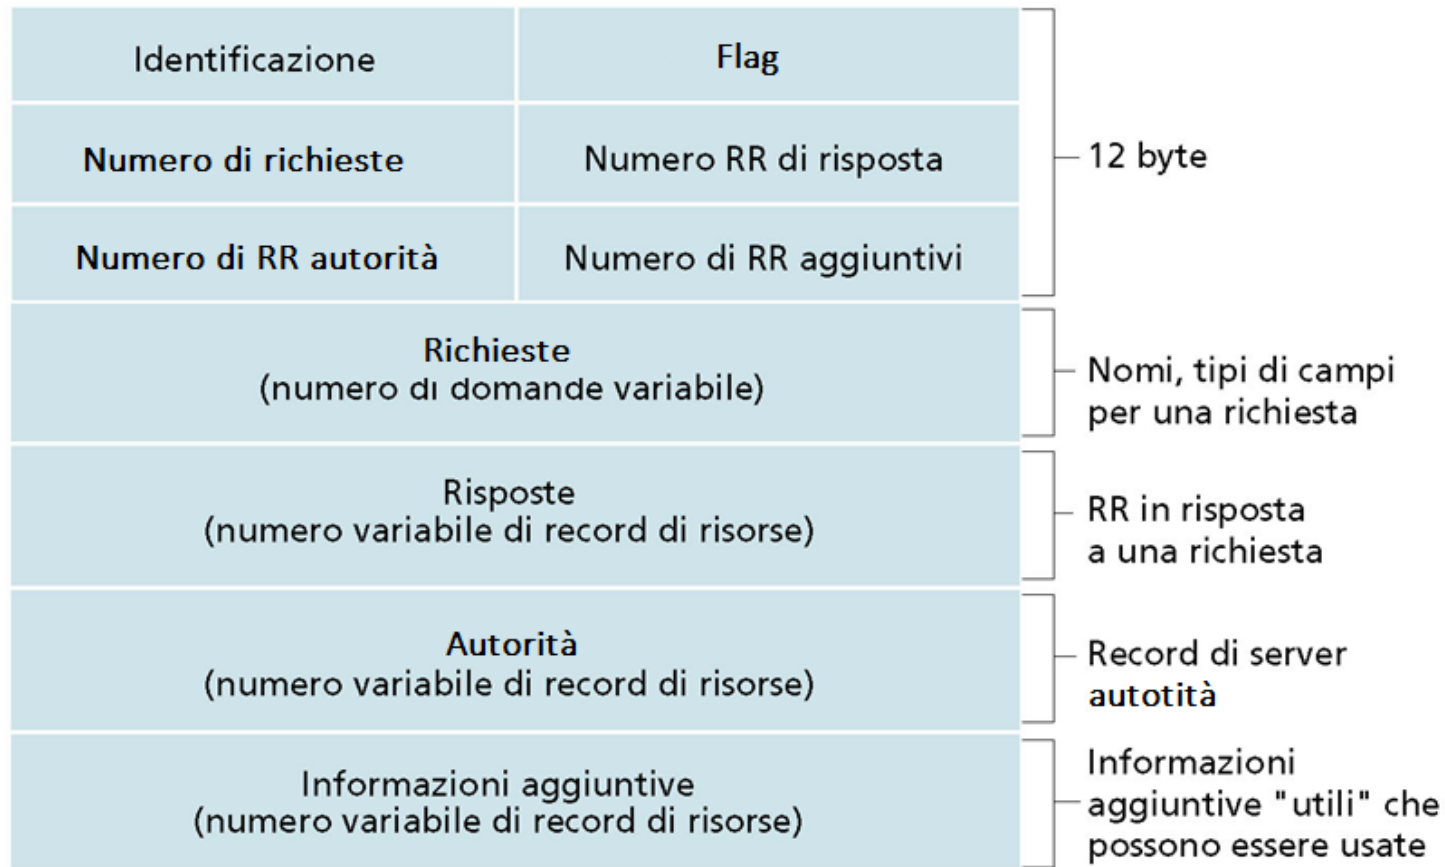 Identificazione
Flag
Numero di richieste
Numero RR di risposta
12 byte
Numero di RR autorità
Numero di RR aggiuntivi
Richieste
(numero di domande variabile)
Nomi, tipi di campi
per una richiesta
Risposte
(numero variabile di record di risorse)
RR in risposta
a una richiesta
Autorità
(numero variabile di record di risorse)
Record di server
autotità
Informazioni aggiuntive
(numero variabile di record di risorse)
Informazioni
aggiuntive "utili" che
possono essere usate